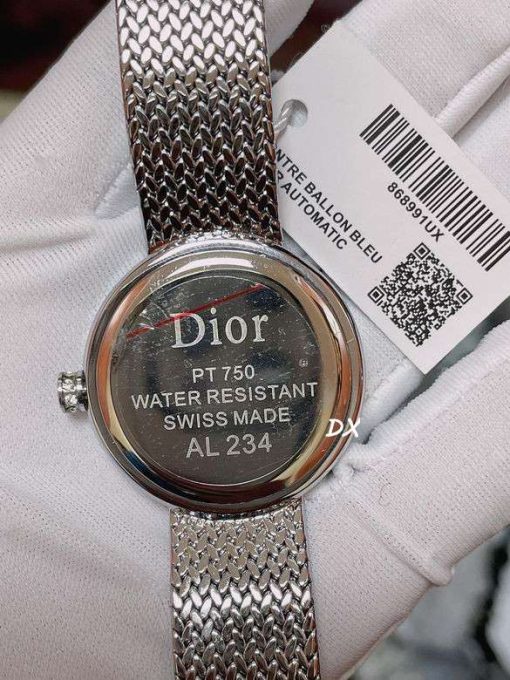 Dior
PT 750
WATER RESISTANT
SWISS MADE
AL 234
DX
NTRE BALLON BLEU
R AUTOMATIC
868991UX